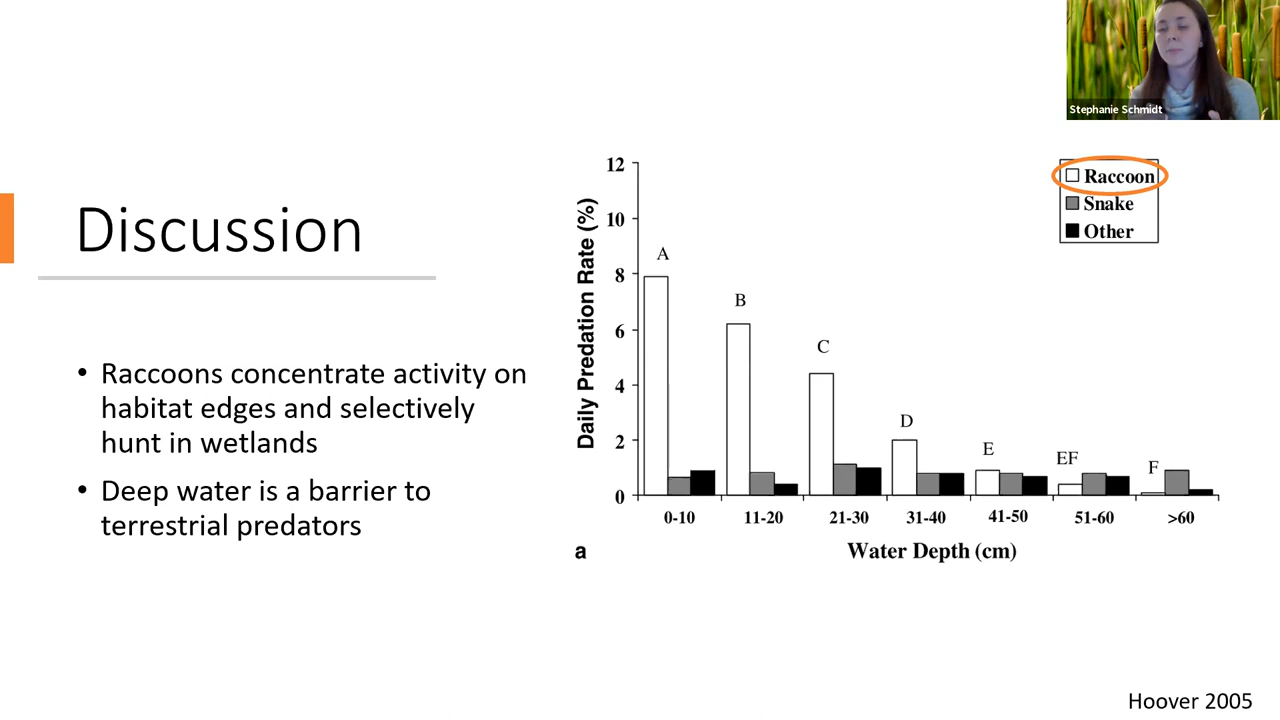 Stephanie Schmidt
Discussion
• Raccoons concentrate activity on
habitat edges and selectively
hunt in wetlands
• Deep water is a barrier to
terrestrial predators
Daily Predation Rate (%)
12
10
8
6
4
2
0
Raccoon
Snake
Other
A
B
C
D
E
EF
F
0-10
11-20
21-30
31-40
41-50
51-60
>60
a
Water Depth (cm)
Hoover 2005